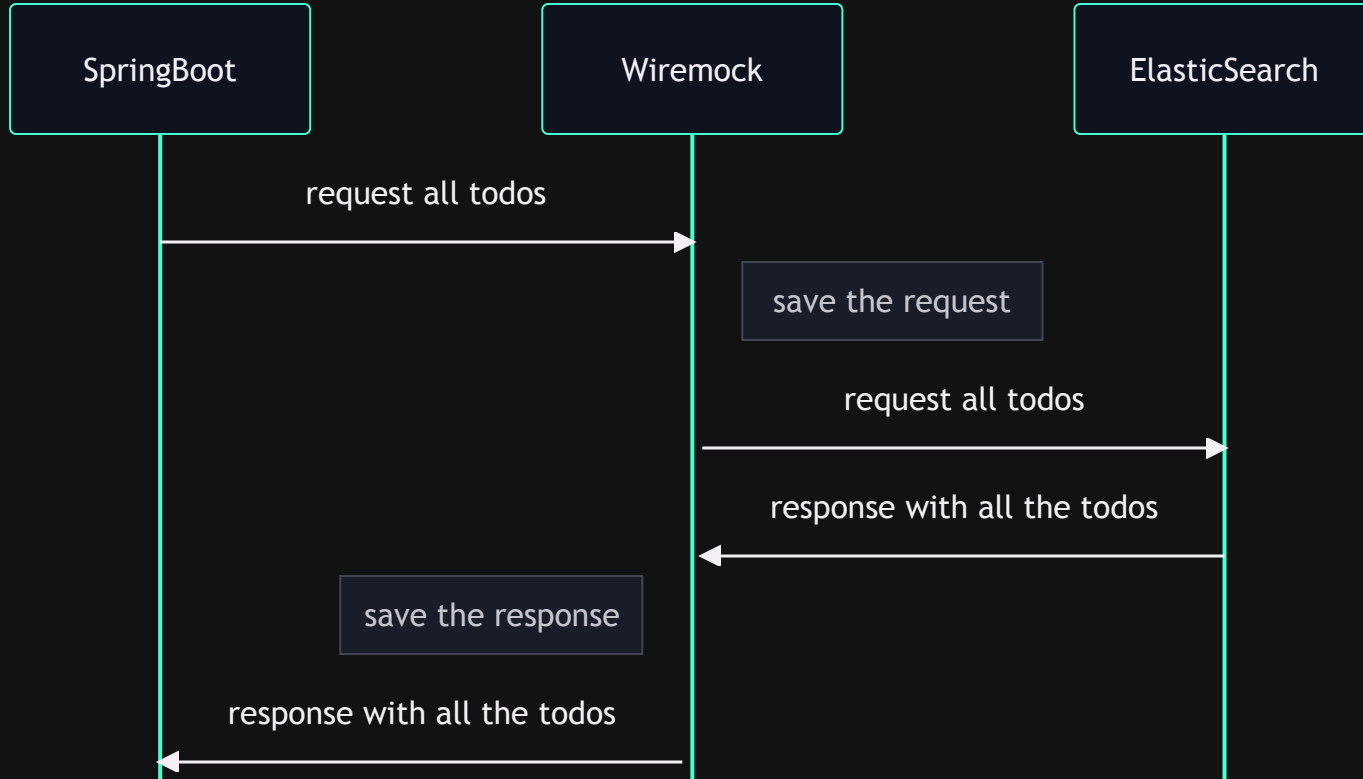 SpringBoot
Wiremock
ElasticSearch
request all todos
save the request
request all todos
response with all the todos
save the response
response with all the todos